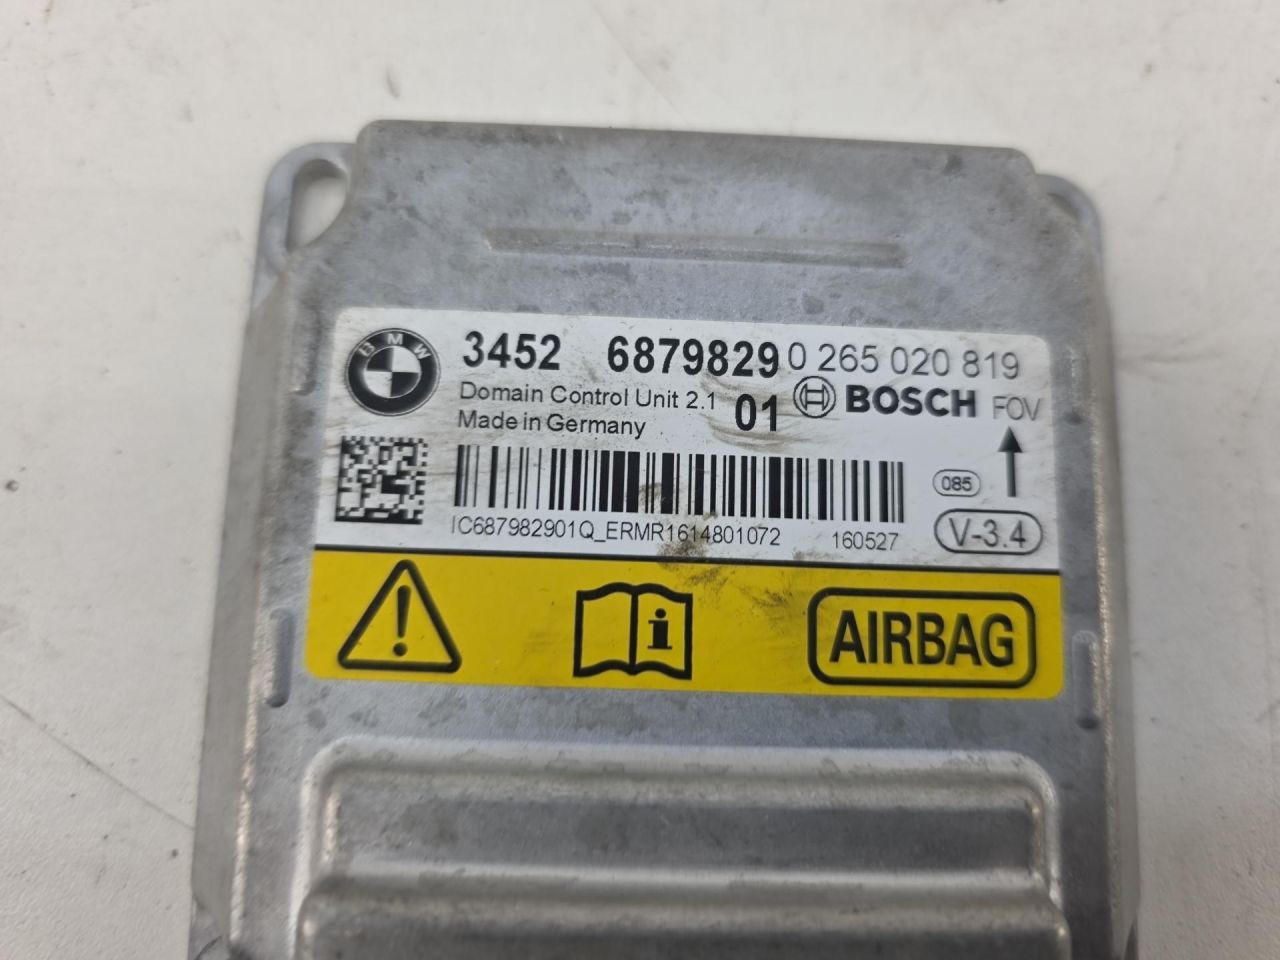 BMW
3452 6879829 0 265 020 819
Domain Control Unit 2.1 01 BOSCH FOV
Made in Germany
085
IC687982901Q_ERMR1614801072 160527 V-3.4
i AIRBAG